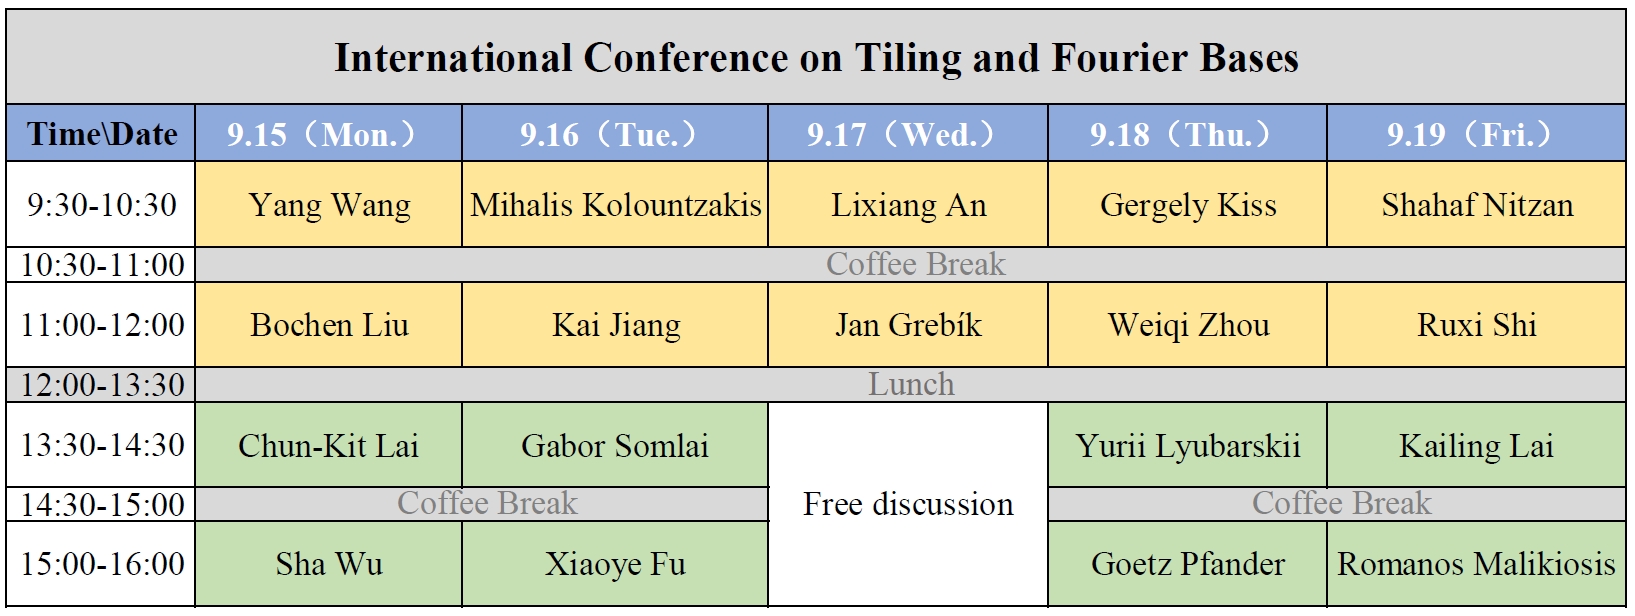 International Conference on Tiling and Fourier Bases
Time\Date 9.15（Mon.） 9.16（Tue.） 9.17（Wed.） 9.18（Thu.） 9.19（Fri.）
9:30-10:30 Yang Wang Mihalis Kolountzakis Lixiang An Gergely Kiss Shahaf Nitzan
10:30-11:00 Coffee Break
11:00-12:00 Bochen Liu Kai Jiang Jan Grebík Weiqi Zhou Ruxi Shi
12:00-13:30 Lunch
13:30-14:30 Chun-Kit Lai Gabor Somlai Yurii Lyubarskii Kailing Lai
14:30-15:00 Coffee Break Free discussion Coffee Break
15:00-16:00 Sha Wu Xiaoye Fu Goetz Pfander Romanos Malikiosis